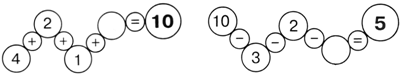 4 + 2 + 1 + = 10
10 - 3 - 2 - = 5